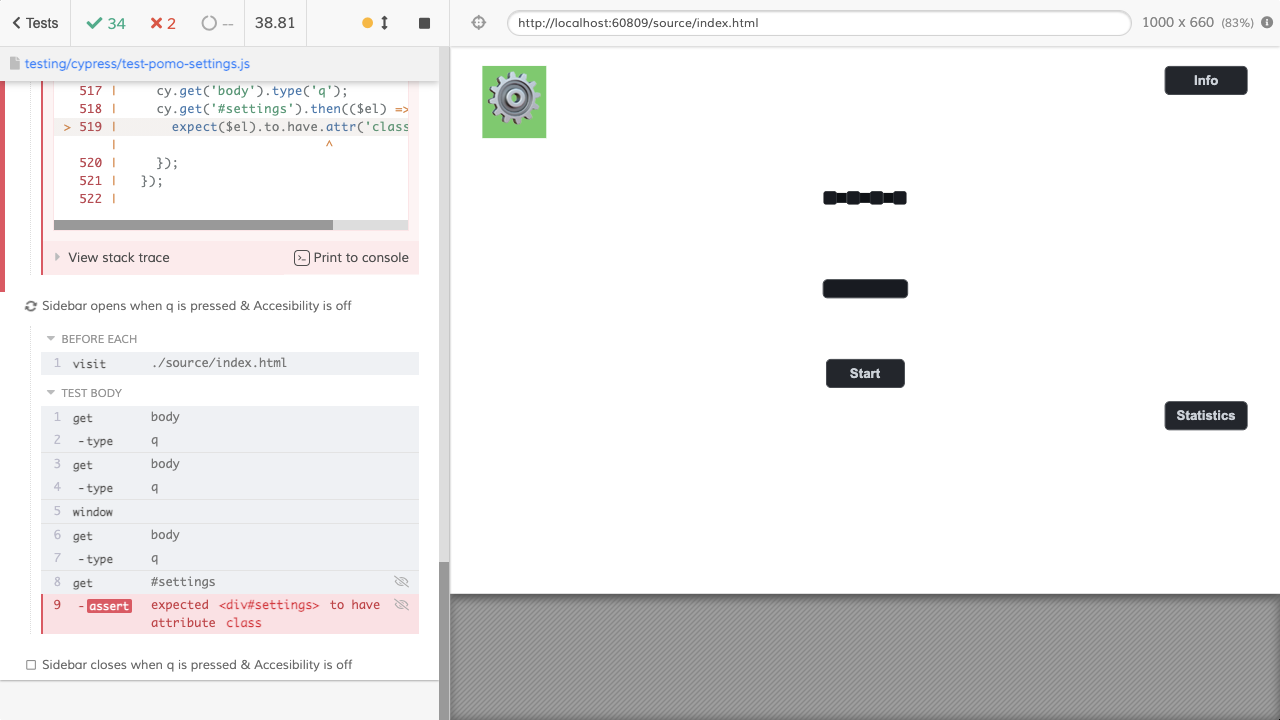 Tests
34
2
--
38.81
http://localhost:60809/source/index.html
1000 x 660 (83%)
testing/cypress/test-pomo-settings.js
517 | cy.get('body').type('q');
518 | cy.get('#settings').then(($el) =>
> 519 | expect($el).to.have.attr('class
| ^
520 | });
521 | });
522 |
View stack trace
Print to console
Sidebar opens when q is pressed & Accesibility is off
BEFORE EACH
1 visit ./source/index.html
TEST BODY
1 get body
2 -type q
3 get body
4 -type q
5 window
6 get body
7 -type q
8 get #settings
9 -assert expected <div#settings> to have
attribute class
Sidebar closes when q is pressed & Accesibility is off
Info
Start
Statistics